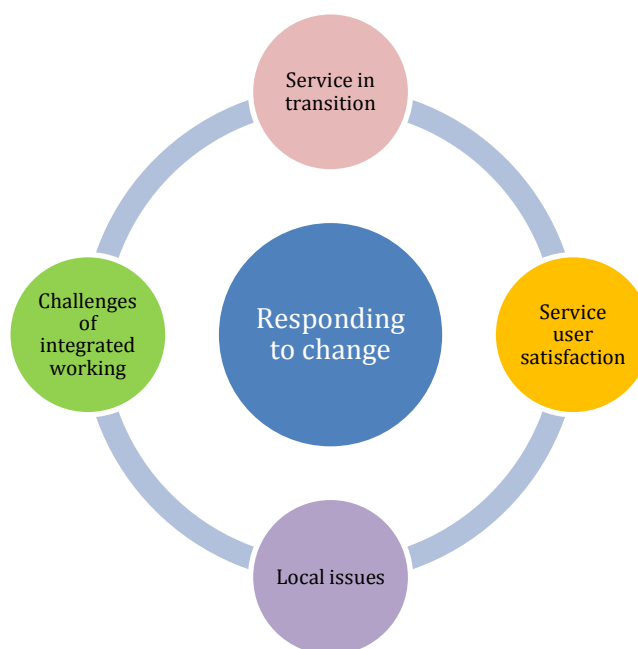 Service in
transition
Challenges
of
integrated
working
Responding
to change
Service
user
satisfaction
Local issues